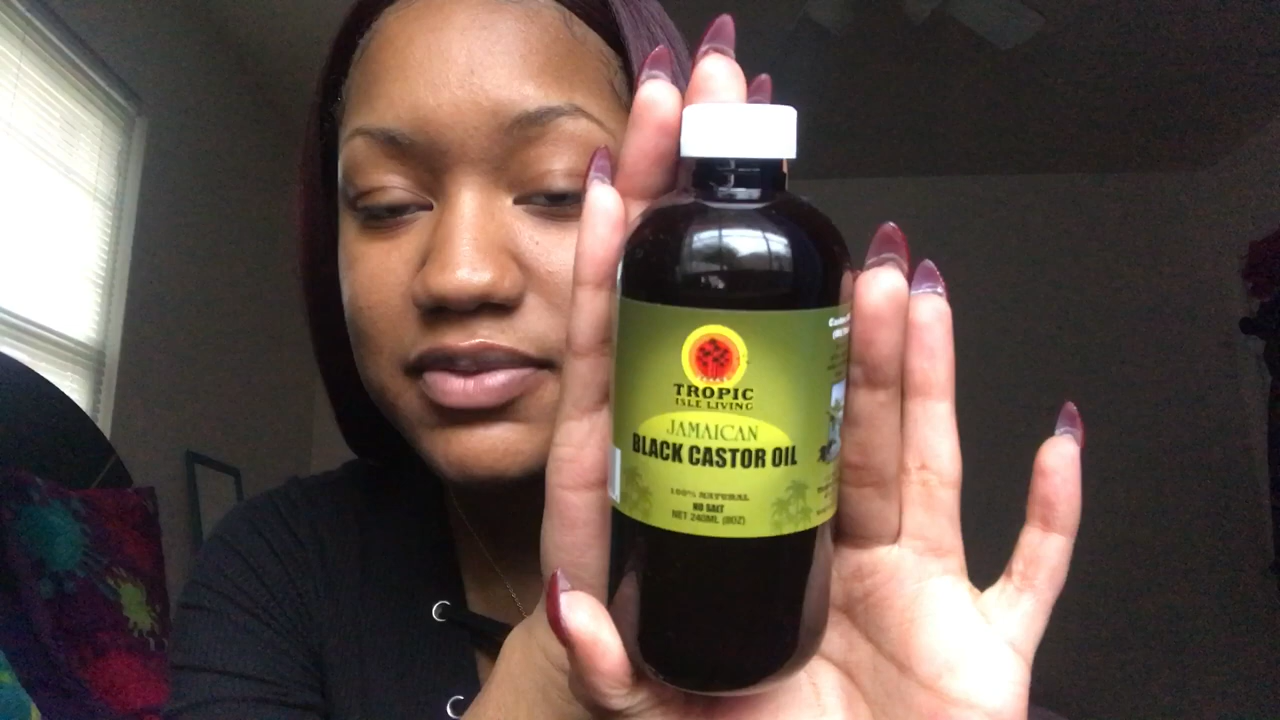 TROPIC
ISLE LIVING
JAMAICAN
BLACK CASTOR OIL
100% NATURAL
NO SALT
NET 240ML (8OZ)